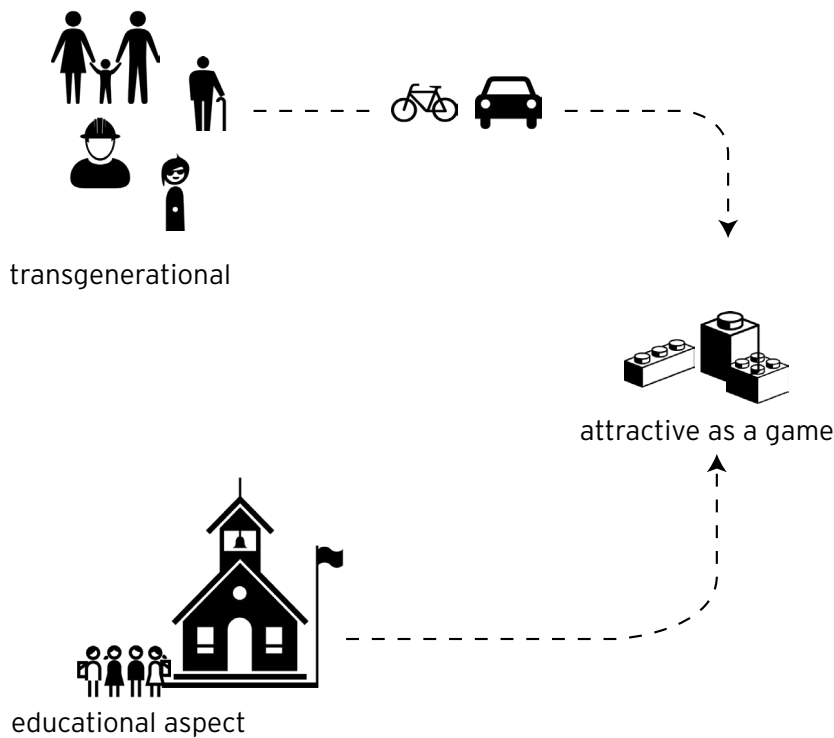 transgenerational
attractive as a game
educational aspect